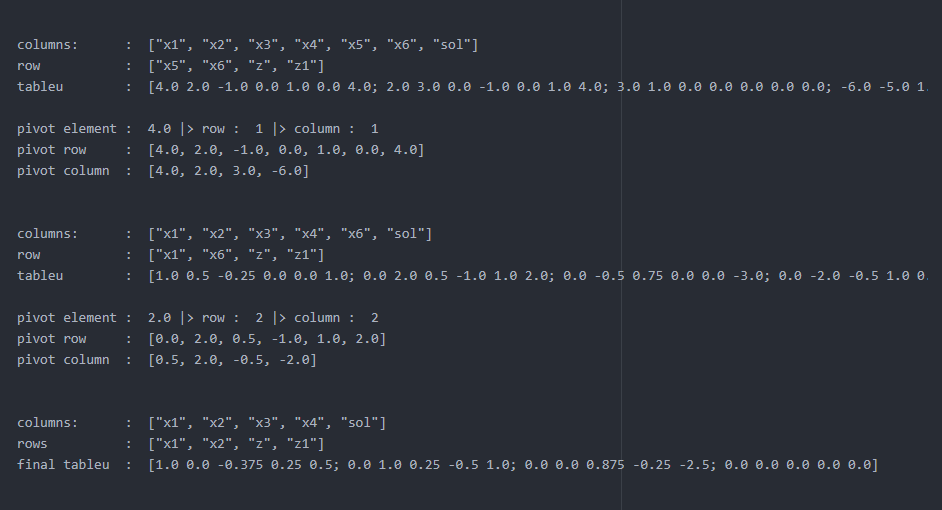 columns:      :  ["x1", "x2", "x3", "x4", "x5", "x6", "sol"]
row           :  ["x5", "x6", "z", "z1"]
tableu        :  [4.0 2.0 -1.0 0.0 1.0 0.0 4.0; 2.0 3.0 0.0 -1.0 0.0 1.0 4.0; 3.0 1.0 0.0 0.0 0.0 0.0 0.0; -6.0 -5.0 1.
pivot element :  4.0 |> row :  1 |> column :  1
pivot row     :  [4.0, 2.0, -1.0, 0.0, 1.0, 0.0, 4.0]
pivot column  :  [4.0, 2.0, 3.0, -6.0]
columns:      :  ["x1", "x2", "x3", "x4", "x6", "sol"]
row           :  ["x1", "x6", "z", "z1"]
tableu        :  [1.0 0.5 -0.25 0.0 0.0 1.0; 0.0 2.0 0.5 -1.0 1.0 2.0; 0.0 -0.5 0.75 0.0 0.0 -3.0; 0.0 -2.0 -0.5 1.0 0.
pivot element :  2.0 |> row :  2 |> column :  2
pivot row     :  [0.0, 2.0, 0.5, -1.0, 1.0, 2.0]
pivot column  :  [0.5, 2.0, -0.5, -2.0]
columns:      :  ["x1", "x2", "x3", "x4", "sol"]
rows          :  ["x1", "x2", "z", "z1"]
final tableu  :  [1.0 0.0 -0.375 0.25 0.5; 0.0 1.0 0.25 -0.5 1.0; 0.0 0.0 0.875 -0.25 -2.5; 0.0 0.0 0.0 0.0 0.0]